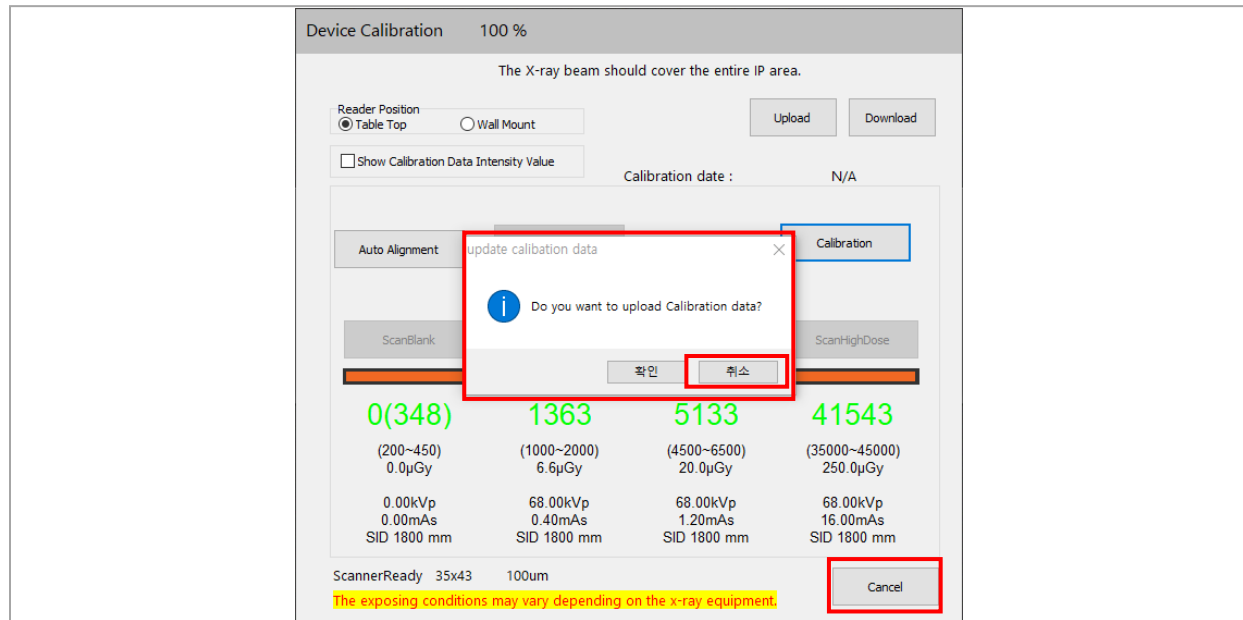 Device Calibration 100 %
The X-ray beam should cover the entire IP area.
Reader Position
Table Top Wall Mount
Upload Download
Show Calibration Data Intensity Value
Calibration date : N/A
Auto Alignment
Calibration
update calibation data
Do you want to upload Calibration data?
확인 취소
ScanBlank
ScanHighDose
0(348) 1363 5133 41543
(200~450) (1000~2000) (4500~6500) (35000~45000)
0.0µGy 6.6µGy 20.0µGy 250.0µGy
0.00kVp 68.00kVp 68.00kVp 68.00kVp
0.00mAs 0.40mAs 1.20mAs 16.00mAs
SID 1800 mm SID 1800 mm SID 1800 mm SID 1800 mm
ScannerReady 35x43 100um
Cancel
The exposing conditions may vary depending on the x-ray equipment.